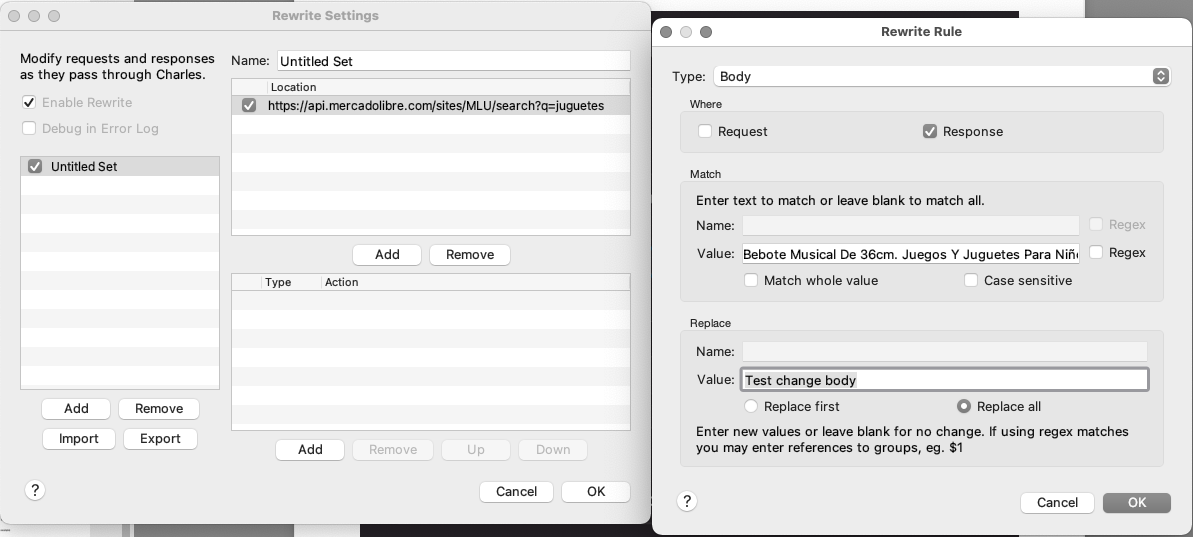 Rewrite Settings
Modify requests and responses
as they pass through Charles.
Enable Rewrite
Debug in Error Log
Untitled Set
Add
Remove
Import
Export
?
Name: Untitled Set
Location
https://api.mercadolibre.com/sites/MLU/search?q=juguetes
Add
Remove
Type Action
Add
Remove
Up
Down
Cancel
OK
Rewrite Rule
Type: Body
Where
Request
Response
Match
Enter text to match or leave blank to match all.
Name:
Regex
Value: Bebote Musical De 36cm. Juegos Y Juguetes Para Niñ
Regex
Match whole value
Case sensitive
Replace
Name:
Value: Test change body
Replace first
Replace all
Enter new values or leave blank for no change. If using regex matches
you may enter references to groups, eg. $1
?
Cancel
OK